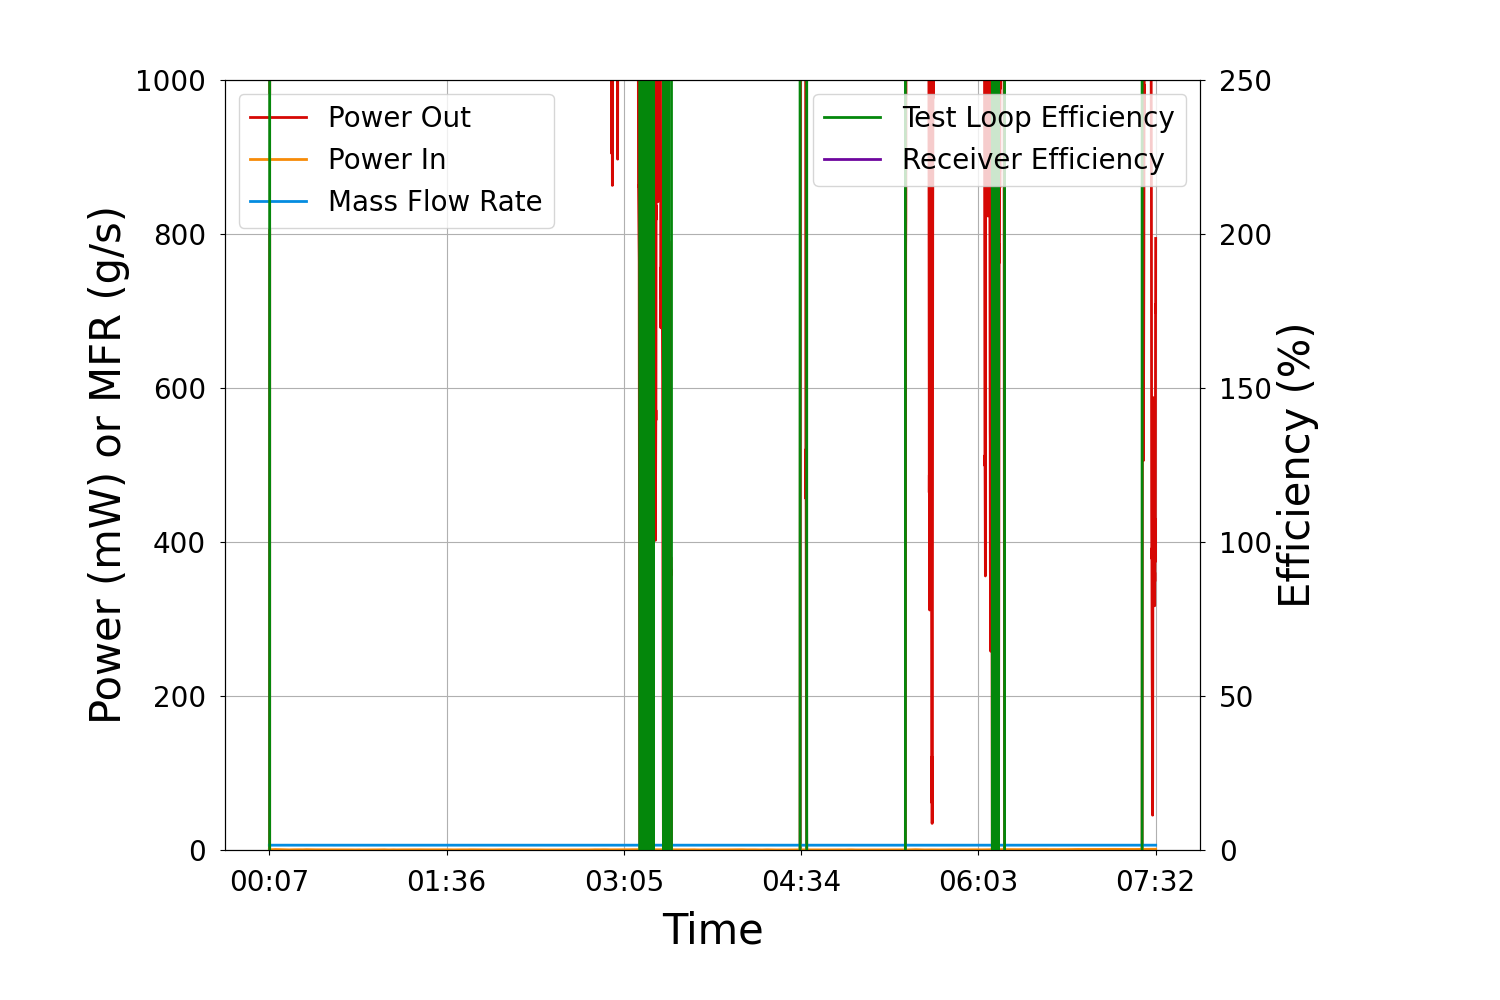 1000
800
600
400
200
0
Power (mW) or MFR (g/s)
Power Out
Power In
Mass Flow Rate
Test Loop Efficiency
Receiver Efficiency
250
200
150
100
50
0
Efficiency (%)
00:07 01:36 03:05 04:34 06:03 07:32
Time